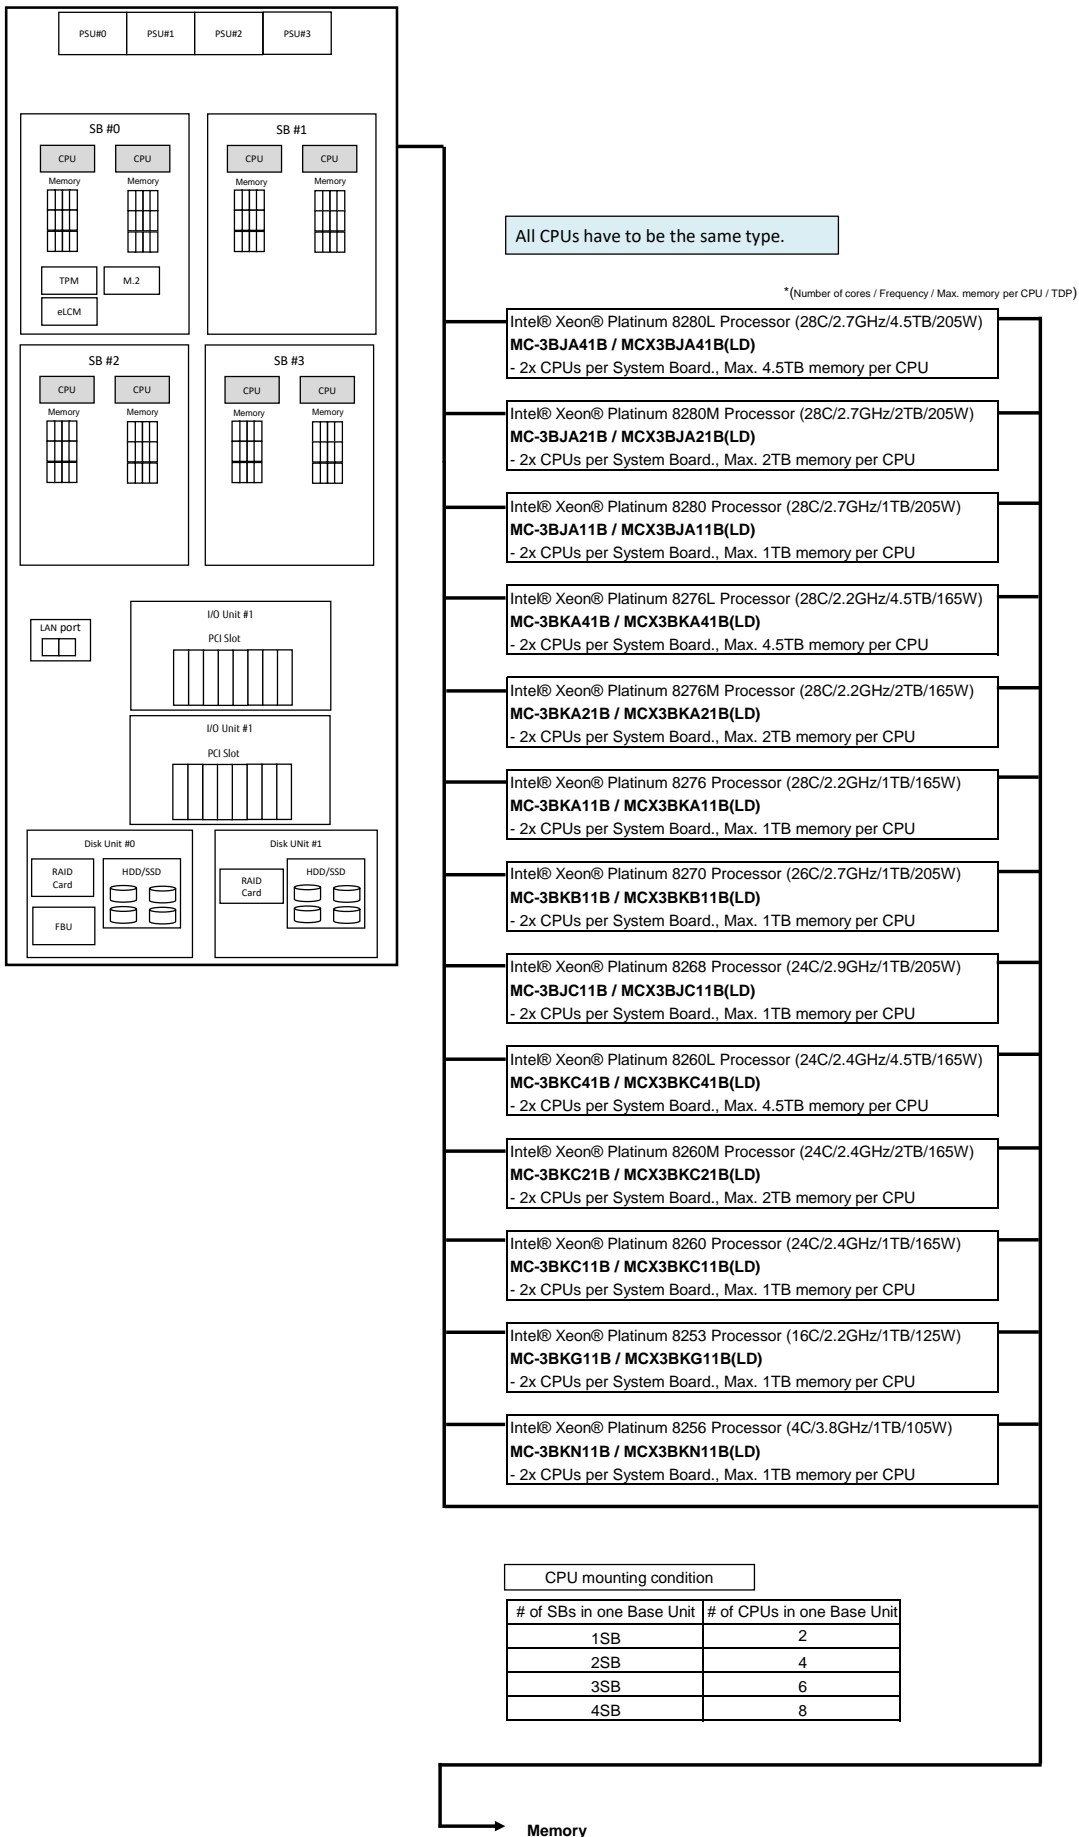 PSU#0 PSU#1 PSU#2 PSU#3
SB #0
CPU CPU
Memory Memory
TPM M.2
eLCM
SB #1
CPU CPU
Memory Memory
SB #2
CPU CPU
Memory Memory
SB #3
CPU CPU
Memory Memory
LAN port
I/O Unit #1
PCI Slot
I/O Unit #1
PCI Slot
Disk Unit #0
RAID
Card
HDD/SSD
FBU
Disk UNit #1
RAID
Card
HDD/SSD
All CPUs have to be the same type.
*(Number of cores / Frequency / Max. memory per CPU / TDP)
Intel® Xeon® Platinum 8280L Processor (28C/2.7GHz/4.5TB/205W)
MC-3BJA41B / MCX3BJA41B(LD)
- 2x CPUs per System Board., Max. 4.5TB memory per CPU
Intel® Xeon® Platinum 8280M Processor (28C/2.7GHz/2TB/205W)
MC-3BJA21B / MCX3BJA21B(LD)
- 2x CPUs per System Board., Max. 2TB memory per CPU
Intel® Xeon® Platinum 8280 Processor (28C/2.7GHz/1TB/205W)
MC-3BJA11B / MCX3BJA11B(LD)
- 2x CPUs per System Board., Max. 1TB memory per CPU
Intel® Xeon® Platinum 8276L Processor (28C/2.2GHz/4.5TB/165W)
MC-3BKA41B / MCX3BKA41B(LD)
- 2x CPUs per System Board., Max. 4.5TB memory per CPU
Intel® Xeon® Platinum 8276M Processor (28C/2.2GHz/2TB/165W)
MC-3BKA21B / MCX3BKA21B(LD)
- 2x CPUs per System Board., Max. 2TB memory per CPU
Intel® Xeon® Platinum 8276 Processor (28C/2.2GHz/1TB/165W)
MC-3BKA11B / MCX3BKA11B(LD)
- 2x CPUs per System Board., Max. 1TB memory per CPU
Intel® Xeon® Platinum 8270 Processor (26C/2.7GHz/1TB/205W)
MC-3BKB11B / MCX3BKB11B(LD)
- 2x CPUs per System Board., Max. 1TB memory per CPU
Intel® Xeon® Platinum 8268 Processor (24C/2.9GHz/1TB/205W)
MC-3BJC11B / MCX3BJC11B(LD)
- 2x CPUs per System Board., Max. 1TB memory per CPU
Intel® Xeon® Platinum 8260L Processor (24C/2.4GHz/4.5TB/165W)
MC-3BKC41B / MCX3BKC41B(LD)
- 2x CPUs per System Board., Max. 4.5TB memory per CPU
Intel® Xeon® Platinum 8260M Processor (24C/2.4GHz/2TB/165W)
MC-3BKC21B / MCX3BKC21B(LD)
- 2x CPUs per System Board., Max. 2TB memory per CPU
Intel® Xeon® Platinum 8260 Processor (24C/2.4GHz/1TB/165W)
MC-3BKC11B / MCX3BKC11B(LD)
- 2x CPUs per System Board., Max. 1TB memory per CPU
Intel® Xeon® Platinum 8253 Processor (16C/2.2GHz/1TB/125W)
MC-3BKG11B / MCX3BKG11B(LD)
- 2x CPUs per System Board., Max. 1TB memory per CPU
Intel® Xeon® Platinum 8256 Processor (4C/3.8GHz/1TB/105W)
MC-3BKN11B / MCX3BKN11B(LD)
- 2x CPUs per System Board., Max. 1TB memory per CPU
CPU mounting condition
# of SBs in one Base Unit # of CPUs in one Base Unit
1SB 2
2SB 4
3SB 6
4SB 8
Memory